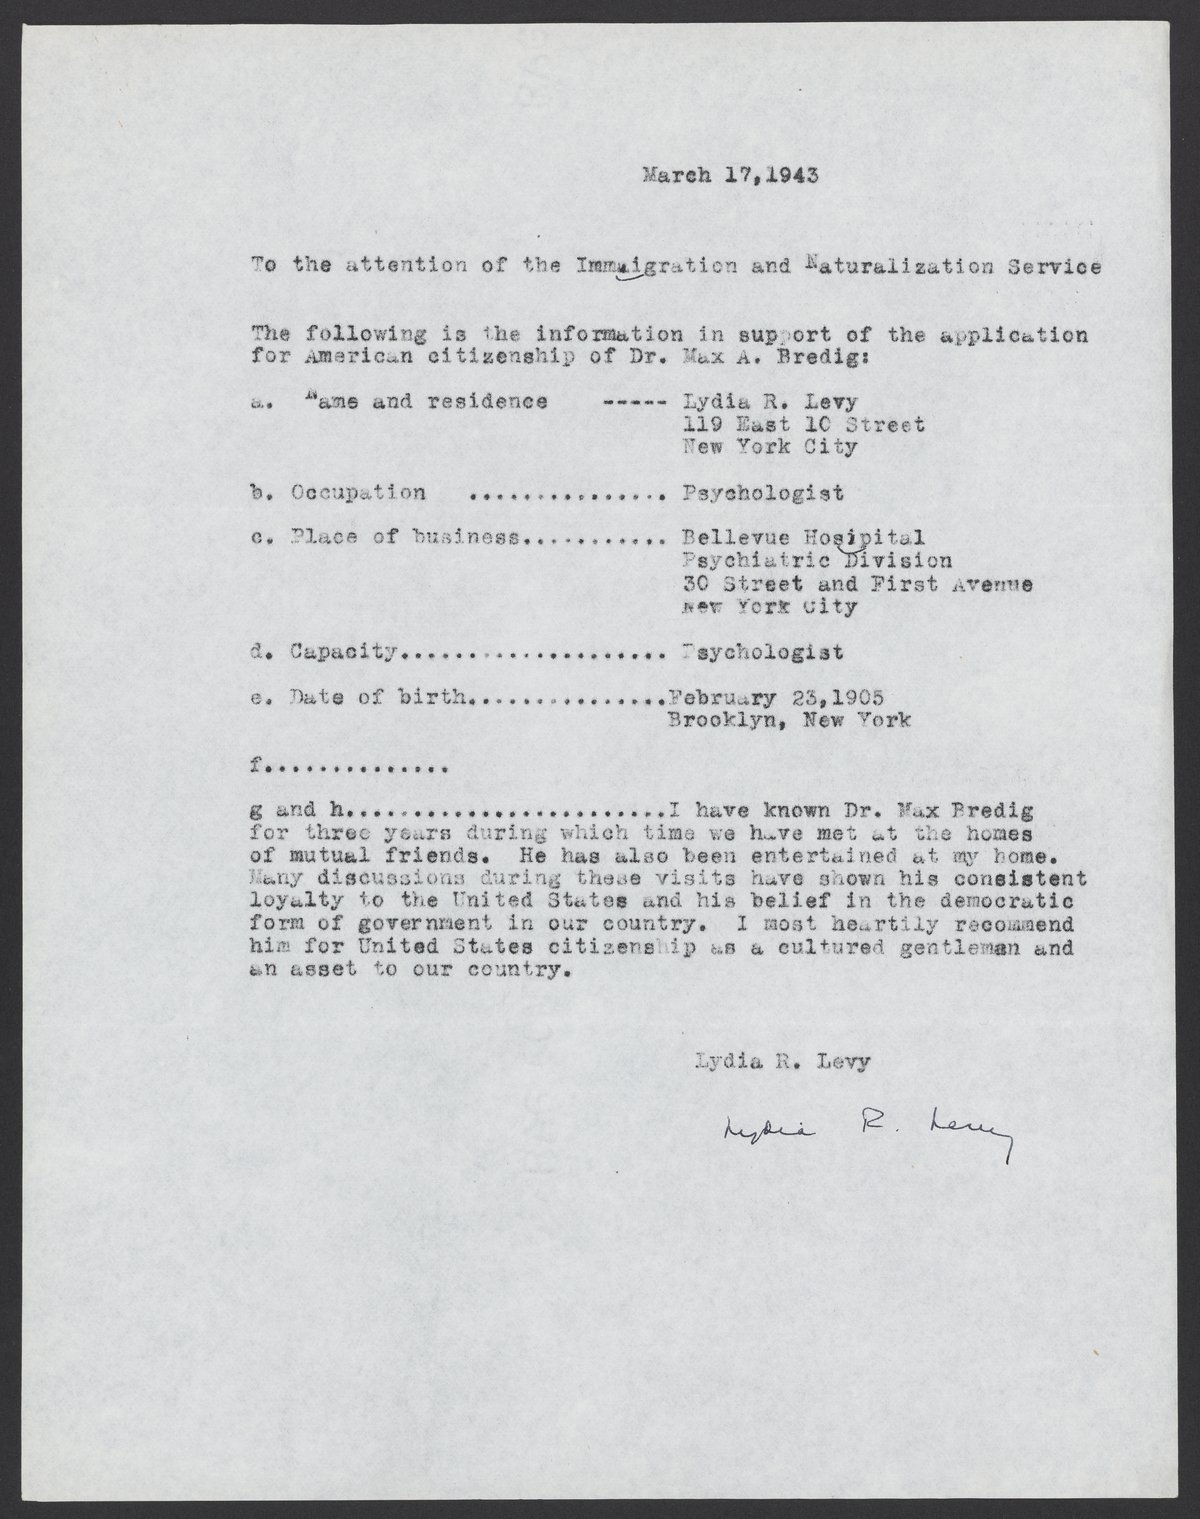 March 17,1943
To the attention of the Immaigration and Naturalization Service
The following is the information in support of the application
for American citizenship of Dr. Max A. Bredig:
a. Name and residence ----- Lydia R. Levy
119 East 10 Street
New York City
b. Occupation ............... Psychologist
c. Place of business........... Bellevue Hosipital
Psychiatric Division
30 Street and First Avenue
New York City
d. Capacity.................... Psychologist
e. Date of birth...............February 23,1905
Brooklyn, New York
f..............
g and h........................I have known Dr. Max Bredig
for three years during which time we have met at the homes
of mutual friends. He has also been entertained at my home.
Many discussions during these visits have shown his consistent
loyalty to the United States and his belief in the democratic
form of government in our country. I most heartily recommend
him for United States citizenship as a cultured gentleman and
an asset to our country.
Lydia R. Levy
Lydia R. Levy